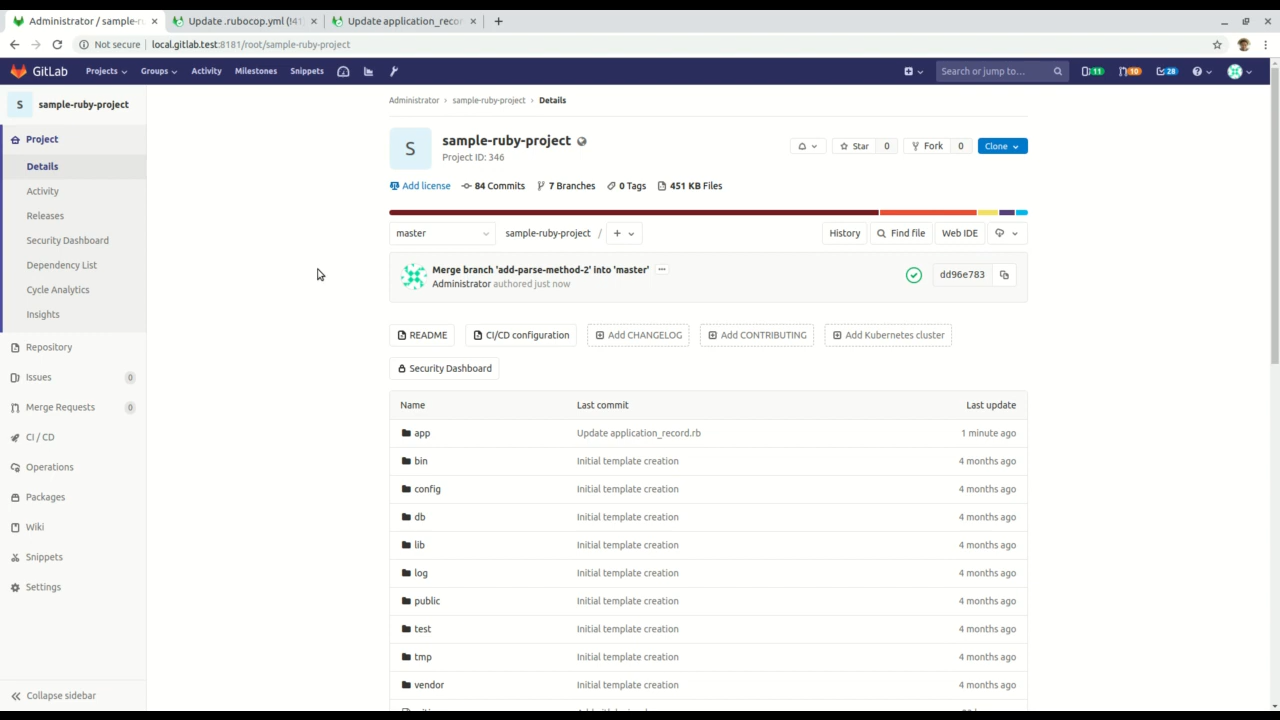 Administrator / sample-ru
Update .rubocop.yml (!41)
Update application_recor
Not secure
local.gitlab.test:8181/root/sample-ruby-project
GitLab
Projects
Groups
Activity
Milestones
Snippets
Search or jump to…
11
10
28
S
sample-ruby-project
Project
Details
Activity
Releases
Security Dashboard
Dependency List
Cycle Analytics
Insights
Repository
Issues 0
Merge Requests 0
CI / CD
Operations
Packages
Wiki
Snippets
Settings
Collapse sidebar
Administrator › sample-ruby-project › Details
S
sample-ruby-project
Project ID: 346
Star 0
Fork 0
Clone
Add license 84 Commits 7 Branches 0 Tags 451 KB Files
master
sample-ruby-project / +
History
Find file
Web IDE
Merge branch 'add-parse-method-2' into 'master'
Administrator authored just now
dd96e783
README
CI/CD configuration
Add CHANGELOG
Add CONTRIBUTING
Add Kubernetes cluster
Security Dashboard
Name Last commit Last update
app Update application_record.rb 1 minute ago
bin Initial template creation 4 months ago
config Initial template creation 4 months ago
db Initial template creation 4 months ago
lib Initial template creation 4 months ago
log Initial template creation 4 months ago
public Initial template creation 4 months ago
test Initial template creation 4 months ago
tmp Initial template creation 4 months ago
vendor Initial template creation 4 months ago